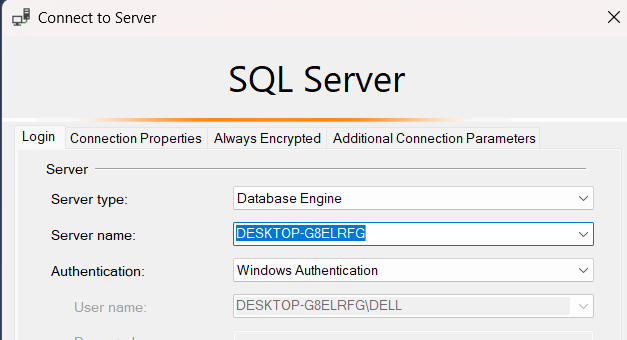 Connect to Server
SQL Server
Login Connection Properties Always Encrypted Additional Connection Parameters
Server
Server type: Database Engine
Server name: DESKTOP-G8ELRFG
Authentication: Windows Authentication
User name: DESKTOP-G8ELRFG\DELL